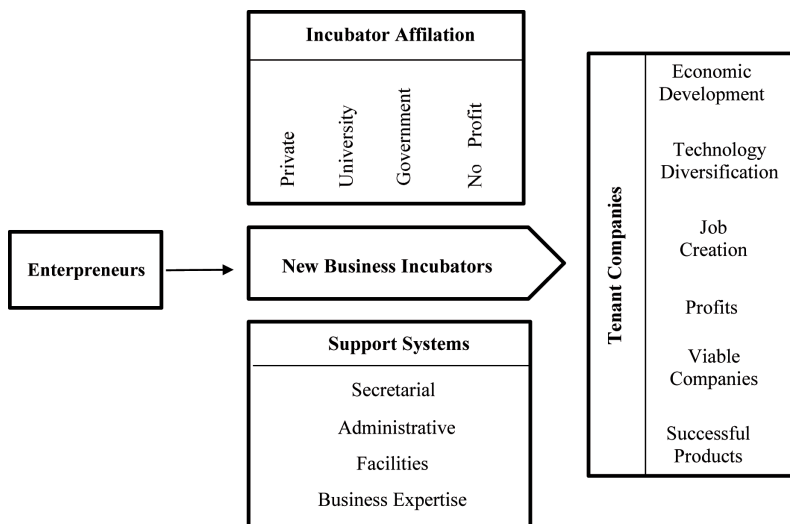 Incubator Affilation
Private
University
Government
No Profit
Enterpreneurs
New Business Incubators
Support Systems
Secretarial
Administrative
Facilities
Business Expertise
Tenant Companies
Economic
Development
Technology
Diversification
Job
Creation
Profits
Viable
Companies
Successful
Products